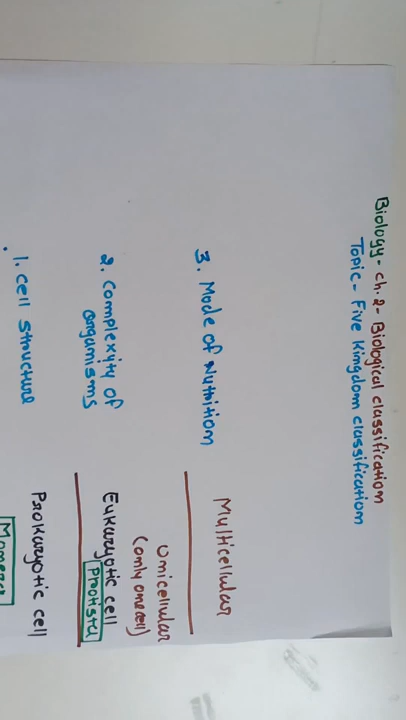 Biology- ch.2- Biological classification
Topic- Five kingdom classification
Multicellular
3. Mode of Nutrition
unicellular
(only one cell)
2. Complexity of
organisms
Eukaryotic cell
Protista
Prokaryotic cell
1. cell structure
Monera